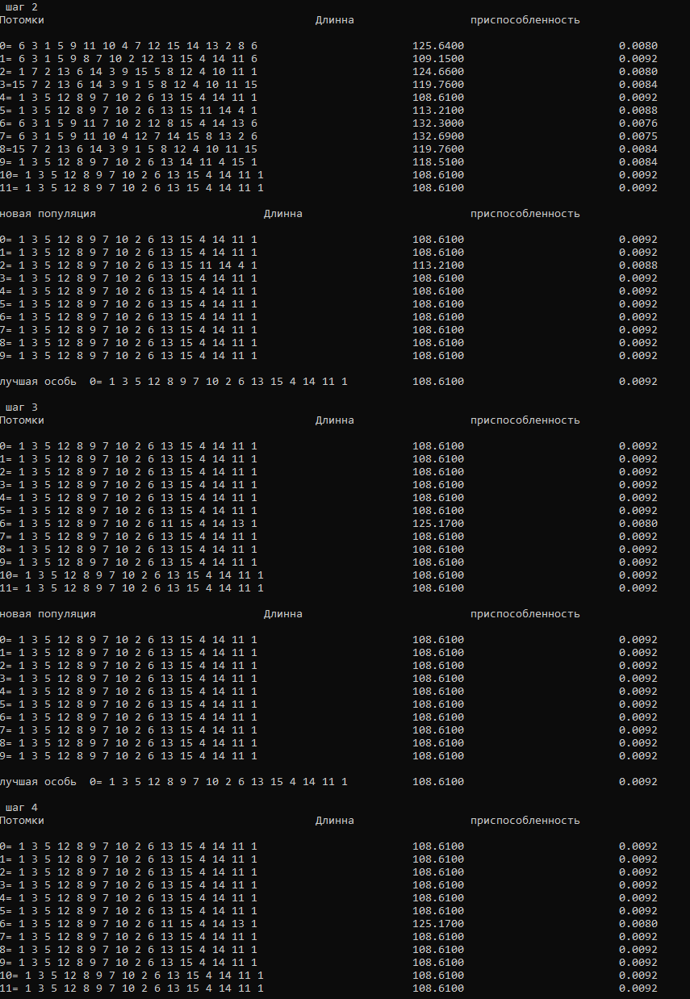 шаг 2
Потомки Длинна приспособленность
0= 6 3 1 5 9 11 10 4 7 12 15 14 13 2 8 6 125.6400 0.0080
1= 6 3 1 5 9 8 7 10 2 12 13 15 4 14 11 6 109.1500 0.0092
2= 1 7 2 13 6 14 3 9 15 5 8 12 4 10 11 1 124.6600 0.0080
3=15 7 2 13 6 14 3 9 1 5 8 12 4 10 11 15 119.7600 0.0084
4= 1 3 5 12 8 9 7 10 2 6 13 15 4 14 11 1 108.6100 0.0092
5= 1 3 5 12 8 9 7 10 2 6 13 15 11 14 4 1 113.2100 0.0088
6= 6 3 1 5 9 11 7 10 2 12 8 15 4 14 13 6 132.3000 0.0076
7= 6 3 1 5 9 11 10 4 12 7 14 15 8 13 2 6 132.6900 0.0075
8=15 7 2 13 6 14 3 9 1 5 8 12 4 10 11 15 119.7600 0.0084
9= 1 3 5 12 8 9 7 10 2 6 13 14 11 4 15 1 118.5100 0.0084
10= 1 3 5 12 8 9 7 10 2 6 13 15 4 14 11 1 108.6100 0.0092
11= 1 3 5 12 8 9 7 10 2 6 13 15 4 14 11 1 108.6100 0.0092
новая популяция Длинна приспособленность
0= 1 3 5 12 8 9 7 10 2 6 13 15 4 14 11 1 108.6100 0.0092
1= 1 3 5 12 8 9 7 10 2 6 13 15 4 14 11 1 108.6100 0.0092
2= 1 3 5 12 8 9 7 10 2 6 13 15 11 14 4 1 113.2100 0.0088
3= 1 3 5 12 8 9 7 10 2 6 13 15 4 14 11 1 108.6100 0.0092
4= 1 3 5 12 8 9 7 10 2 6 13 15 4 14 11 1 108.6100 0.0092
5= 1 3 5 12 8 9 7 10 2 6 13 15 4 14 11 1 108.6100 0.0092
6= 1 3 5 12 8 9 7 10 2 6 13 15 4 14 11 1 108.6100 0.0092
7= 1 3 5 12 8 9 7 10 2 6 13 15 4 14 11 1 108.6100 0.0092
8= 1 3 5 12 8 9 7 10 2 6 13 15 4 14 11 1 108.6100 0.0092
9= 1 3 5 12 8 9 7 10 2 6 13 15 4 14 11 1 108.6100 0.0092
лучшая особь 0= 1 3 5 12 8 9 7 10 2 6 13 15 4 14 11 1 108.6100 0.0092
шаг 3
Потомки Длинна приспособленность
0= 1 3 5 12 8 9 7 10 2 6 13 15 4 14 11 1 108.6100 0.0092
1= 1 3 5 12 8 9 7 10 2 6 13 15 4 14 11 1 108.6100 0.0092
2= 1 3 5 12 8 9 7 10 2 6 13 15 4 14 11 1 108.6100 0.0092
3= 1 3 5 12 8 9 7 10 2 6 13 15 4 14 11 1 108.6100 0.0092
4= 1 3 5 12 8 9 7 10 2 6 13 15 4 14 11 1 108.6100 0.0092
5= 1 3 5 12 8 9 7 10 2 6 13 15 4 14 11 1 108.6100 0.0092
6= 1 3 5 12 8 9 7 10 2 6 11 15 4 14 13 1 125.1700 0.0080
7= 1 3 5 12 8 9 7 10 2 6 13 15 4 14 11 1 108.6100 0.0092
8= 1 3 5 12 8 9 7 10 2 6 13 15 4 14 11 1 108.6100 0.0092
9= 1 3 5 12 8 9 7 10 2 6 13 15 4 14 11 1 108.6100 0.0092
10= 1 3 5 12 8 9 7 10 2 6 13 15 4 14 11 1 108.6100 0.0092
11= 1 3 5 12 8 9 7 10 2 6 13 15 4 14 11 1 108.6100 0.0092
новая популяция Длинна приспособленность
0= 1 3 5 12 8 9 7 10 2 6 13 15 4 14 11 1 108.6100 0.0092
1= 1 3 5 12 8 9 7 10 2 6 13 15 4 14 11 1 108.6100 0.0092
2= 1 3 5 12 8 9 7 10 2 6 13 15 4 14 11 1 108.6100 0.0092
3= 1 3 5 12 8 9 7 10 2 6 13 15 4 14 11 1 108.6100 0.0092
4= 1 3 5 12 8 9 7 10 2 6 13 15 4 14 11 1 108.6100 0.0092
5= 1 3 5 12 8 9 7 10 2 6 13 15 4 14 11 1 108.6100 0.0092
6= 1 3 5 12 8 9 7 10 2 6 13 15 4 14 11 1 108.6100 0.0092
7= 1 3 5 12 8 9 7 10 2 6 13 15 4 14 11 1 108.6100 0.0092
8= 1 3 5 12 8 9 7 10 2 6 13 15 4 14 11 1 108.6100 0.0092
9= 1 3 5 12 8 9 7 10 2 6 13 15 4 14 11 1 108.6100 0.0092
лучшая особь 0= 1 3 5 12 8 9 7 10 2 6 13 15 4 14 11 1 108.6100 0.0092
шаг 4
Потомки Длинна приспособленность
0= 1 3 5 12 8 9 7 10 2 6 13 15 4 14 11 1 108.6100 0.0092
1= 1 3 5 12 8 9 7 10 2 6 13 15 4 14 11 1 108.6100 0.0092
2= 1 3 5 12 8 9 7 10 2 6 13 15 4 14 11 1 108.6100 0.0092
3= 1 3 5 12 8 9 7 10 2 6 13 15 4 14 11 1 108.6100 0.0092
4= 1 3 5 12 8 9 7 10 2 6 13 15 4 14 11 1 108.6100 0.0092
5= 1 3 5 12 8 9 7 10 2 6 13 15 4 14 11 1 108.6100 0.0092
6= 1 3 5 12 8 9 7 10 2 6 11 15 4 14 13 1 125.1700 0.0080
7= 1 3 5 12 8 9 7 10 2 6 13 15 4 14 11 1 108.6100 0.0092
8= 1 3 5 12 8 9 7 10 2 6 13 15 4 14 11 1 108.6100 0.0092
9= 1 3 5 12 8 9 7 10 2 6 13 15 4 14 11 1 108.6100 0.0092
10= 1 3 5 12 8 9 7 10 2 6 13 15 4 14 11 1 108.6100 0.0092
11= 1 3 5 12 8 9 7 10 2 6 13 15 4 14 11 1 108.6100 0.0092